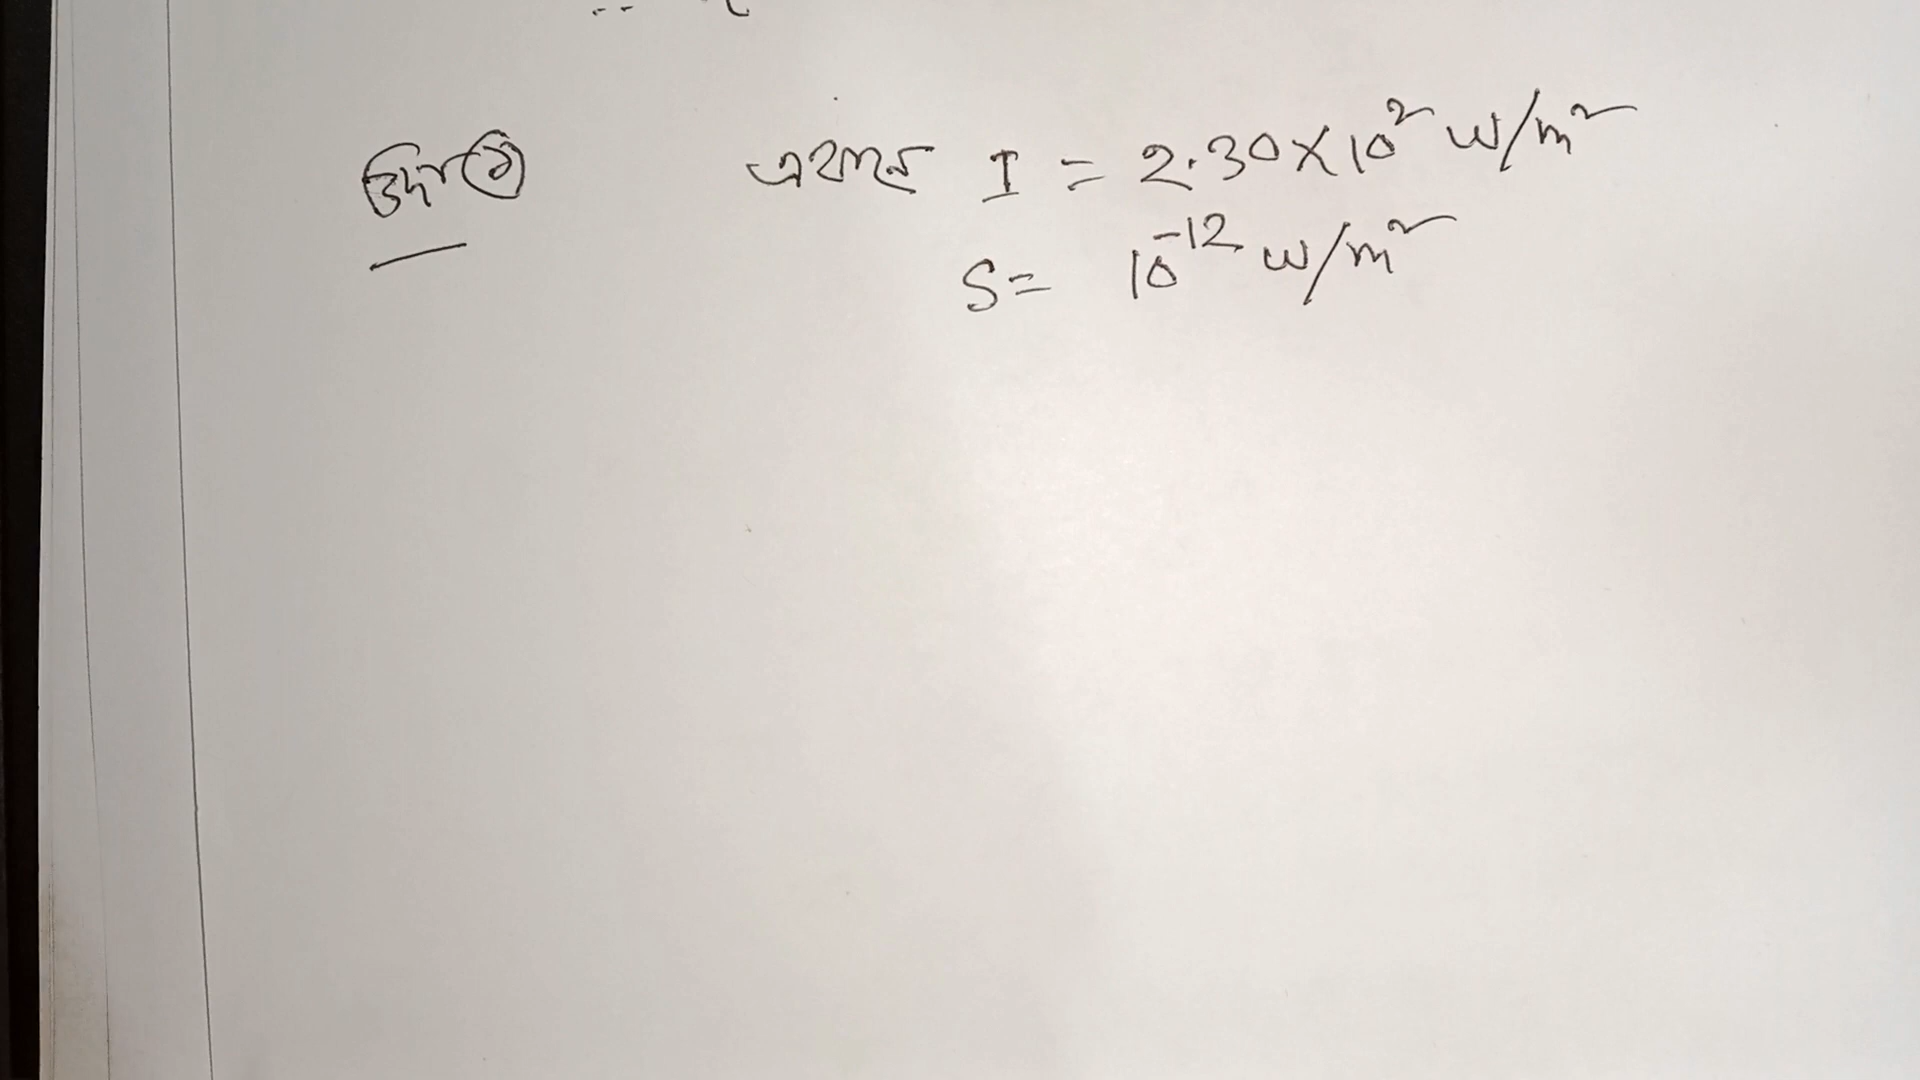 উদাঃ ৩ এখানে I = 2.30×10² W/m²
S = 10⁻¹² W/m²